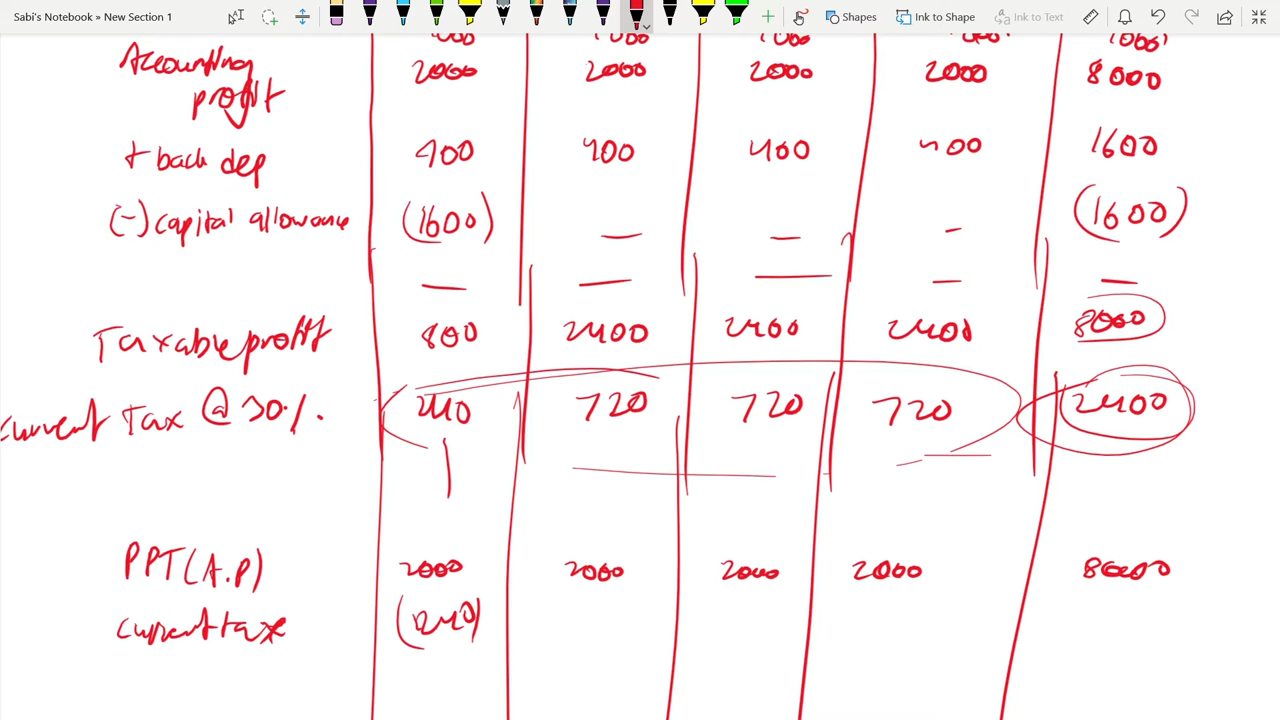 Sabi's Notebook » New Section 1
Shapes
Ink to Shape
Ink to Text
Accounting 2000 2000 2000 2000 8000
profit
+ back dep 400 400 400 400 1600
(-) capital allowance (1600) — — - (1600)
— — — — —
Taxable profit 800 2400 2400 2400 8000
Current Tax @ 30%. 240 720 720 720 2400
PPT (A.P) 2000 2000 2000 2000 8000
current tax (240)